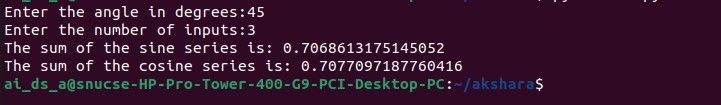 Enter the angle in degrees:45
Enter the number of inputs:3
The sum of the sine series is: 0.7068613175145052
The sum of the cosine series is: 0.7077097187760416
ai_ds_a@snucse-HP-Pro-Tower-400-G9-PCI-Desktop-PC:~/akshara$